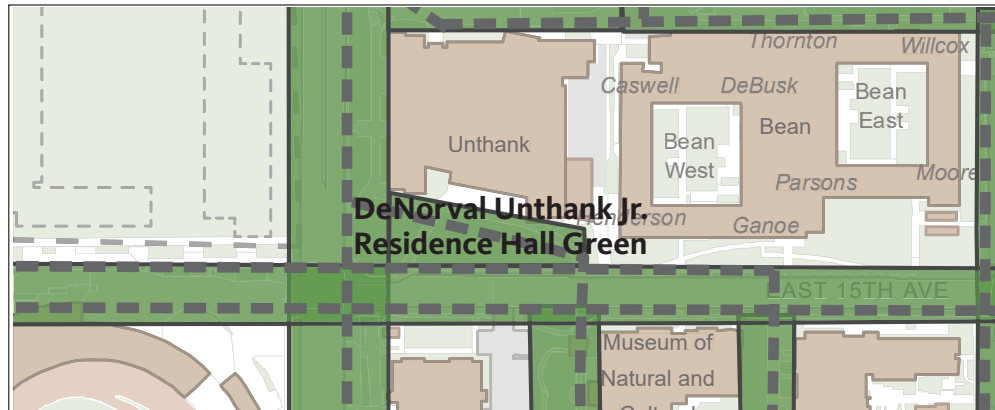 Thornton
Willcox
Caswell
DeBusk
Bean
East
Unthank
Bean
Bean
West
Parsons
Moore
DeNorval Unthank Jr.
Henderson
Ganoe
Residence Hall Green
EAST 15TH AVE
Museum of
Natural and